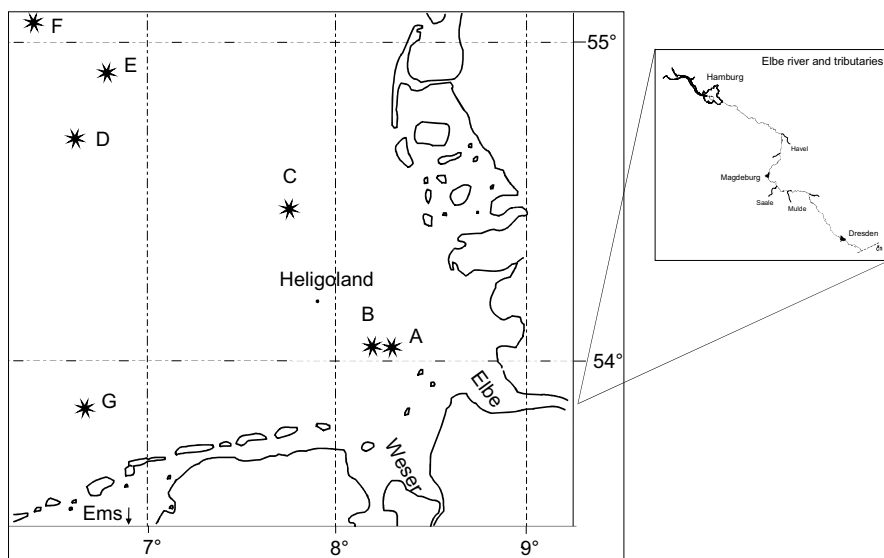 F
55°
E
D
C
Heligoland
B
A
54°
Elbe
G
Weser
Ems
7°
8°
9°
Elbe river and tributaries
Hamburg
Havel
Magdeburg
Saale
Mulde
Dresden